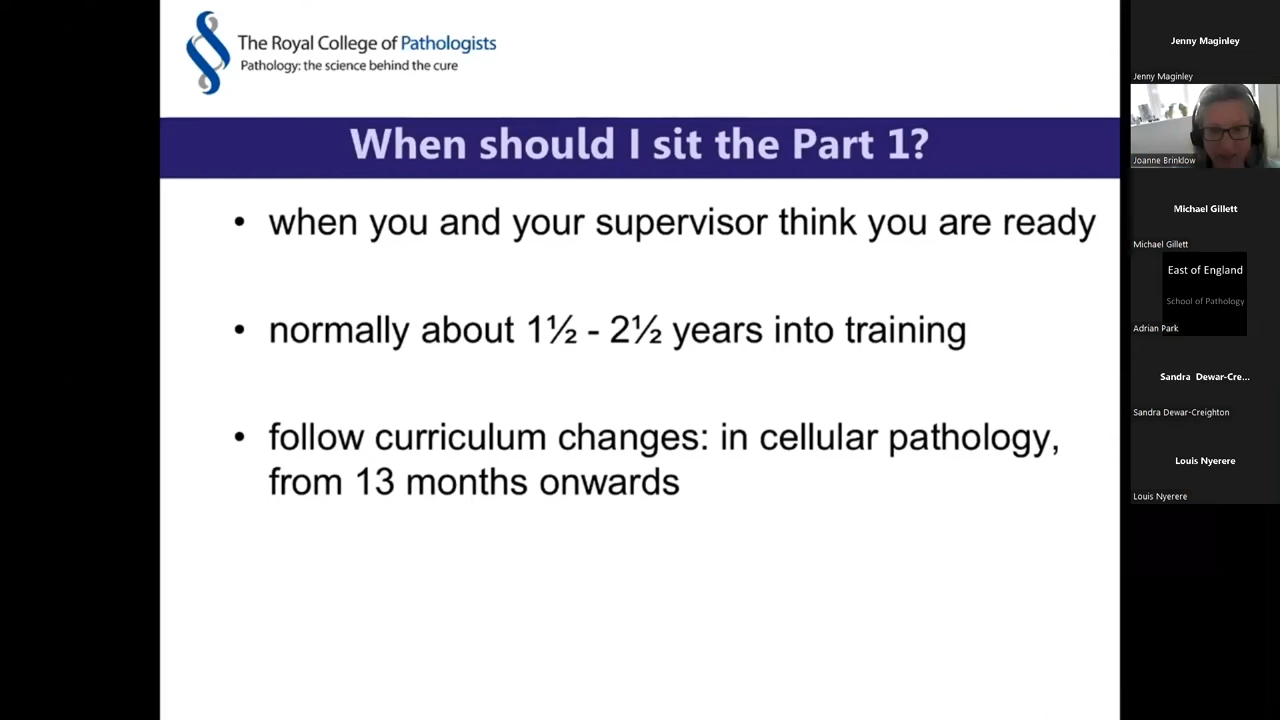 The Royal College of Pathologists
Pathology: the science behind the cure
When should I sit the Part 1?
• when you and your supervisor think you are ready
• normally about 1½ - 2½ years into training
• follow curriculum changes: in cellular pathology,
from 13 months onwards
Jenny Maginley
Jenny Maginley
Joanne Brinklow
Michael Gillett
Michael Gillett
East of England
School of Pathology
Adrian Park
Sandra Dewar-Cre...
Sandra Dewar-Creighton
Louis Nyerere
Louis Nyerere